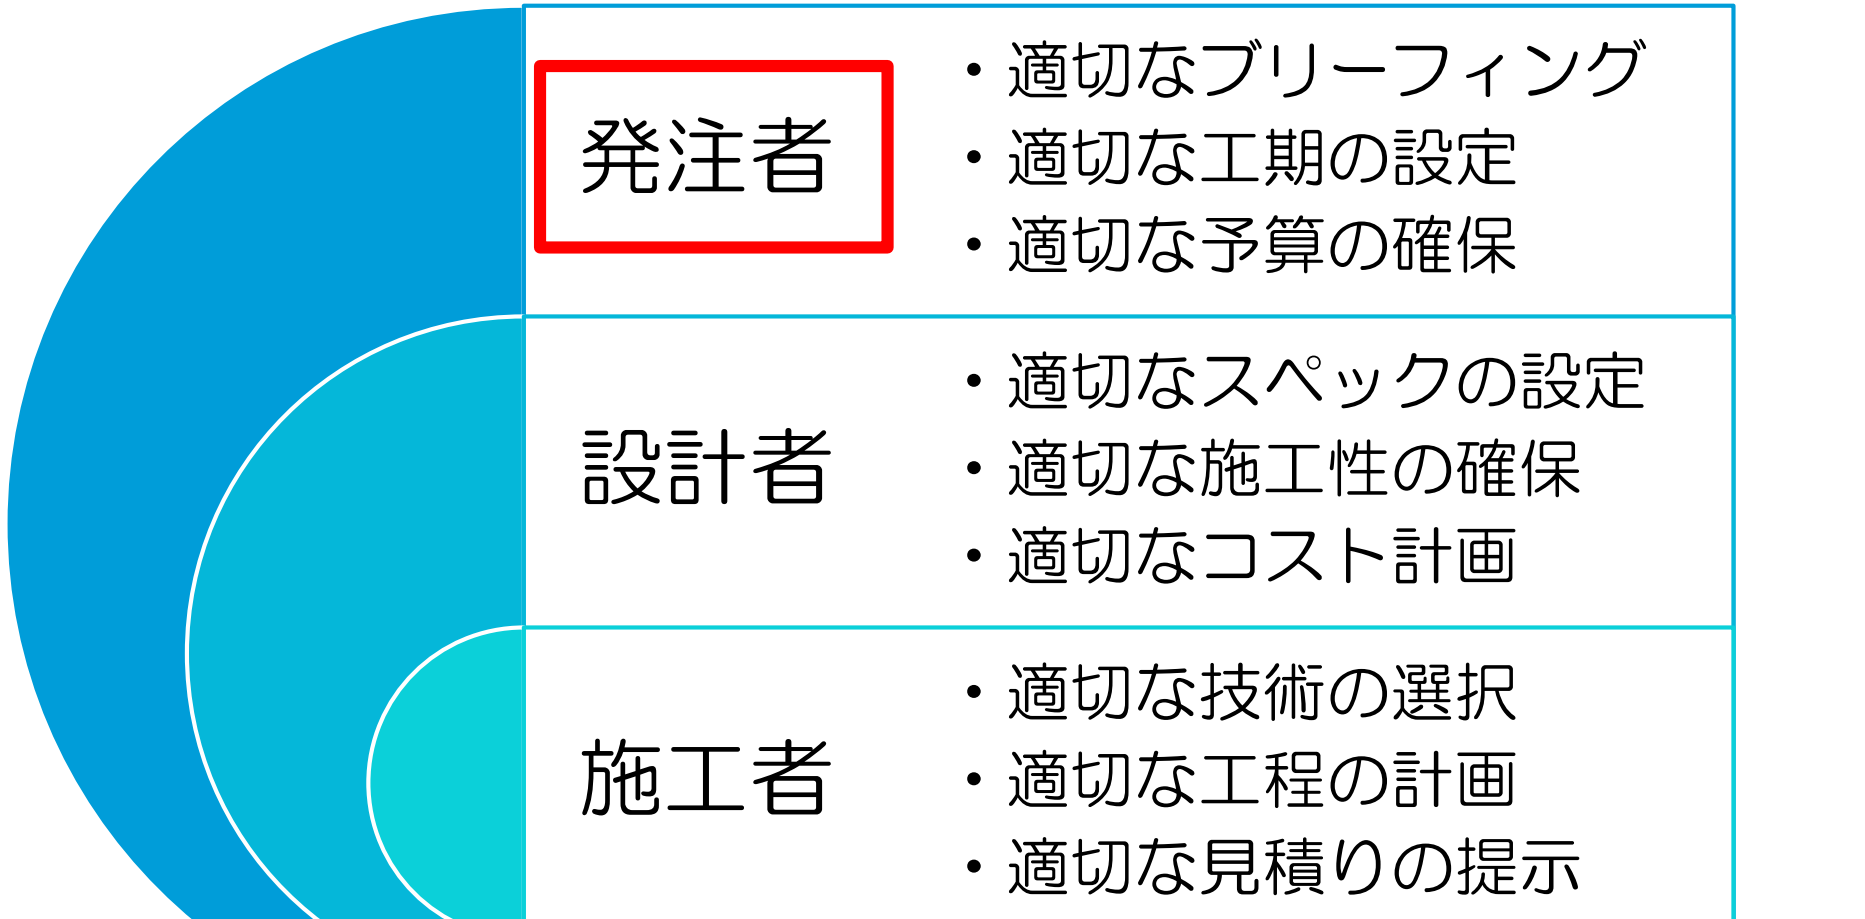 発注者
・適切なブリーフィング
・適切な工期の設定
・適切な予算の確保
設計者
・適切なスペックの設定
・適切な施工性の確保
・適切なコスト計画
施工者
・適切な技術の選択
・適切な工程の計画
・適切な見積りの提示